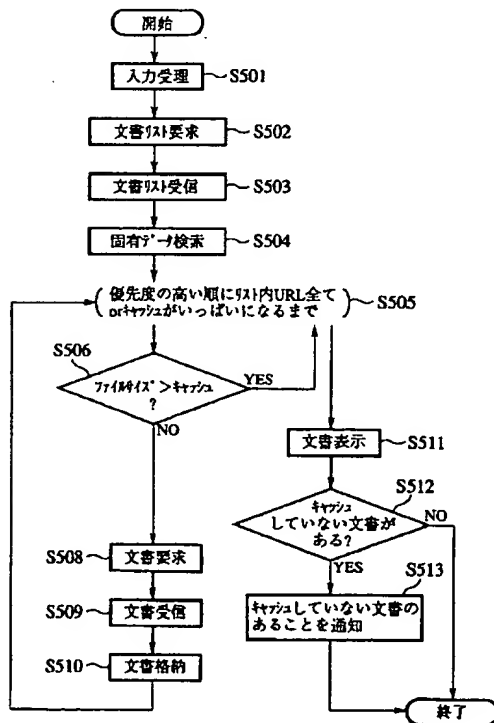 開始
入力受理
S501
文書リスト要求
S502
文書リスト受信
S503
固有データ検索
S504
優先度の高い順にリスト内URL全て
orキャッシュがいっぱいになるまで
S505
S506
ファイルサイズ>キャッシュ
?
YES
NO
S508
文書要求
S509
文書受信
S510
文書格納
文書表示
S511
キャッシュ
していない文書が
ある?
S512
NO
YES
S513
キャッシュしていない文書の
あることを通知
終了